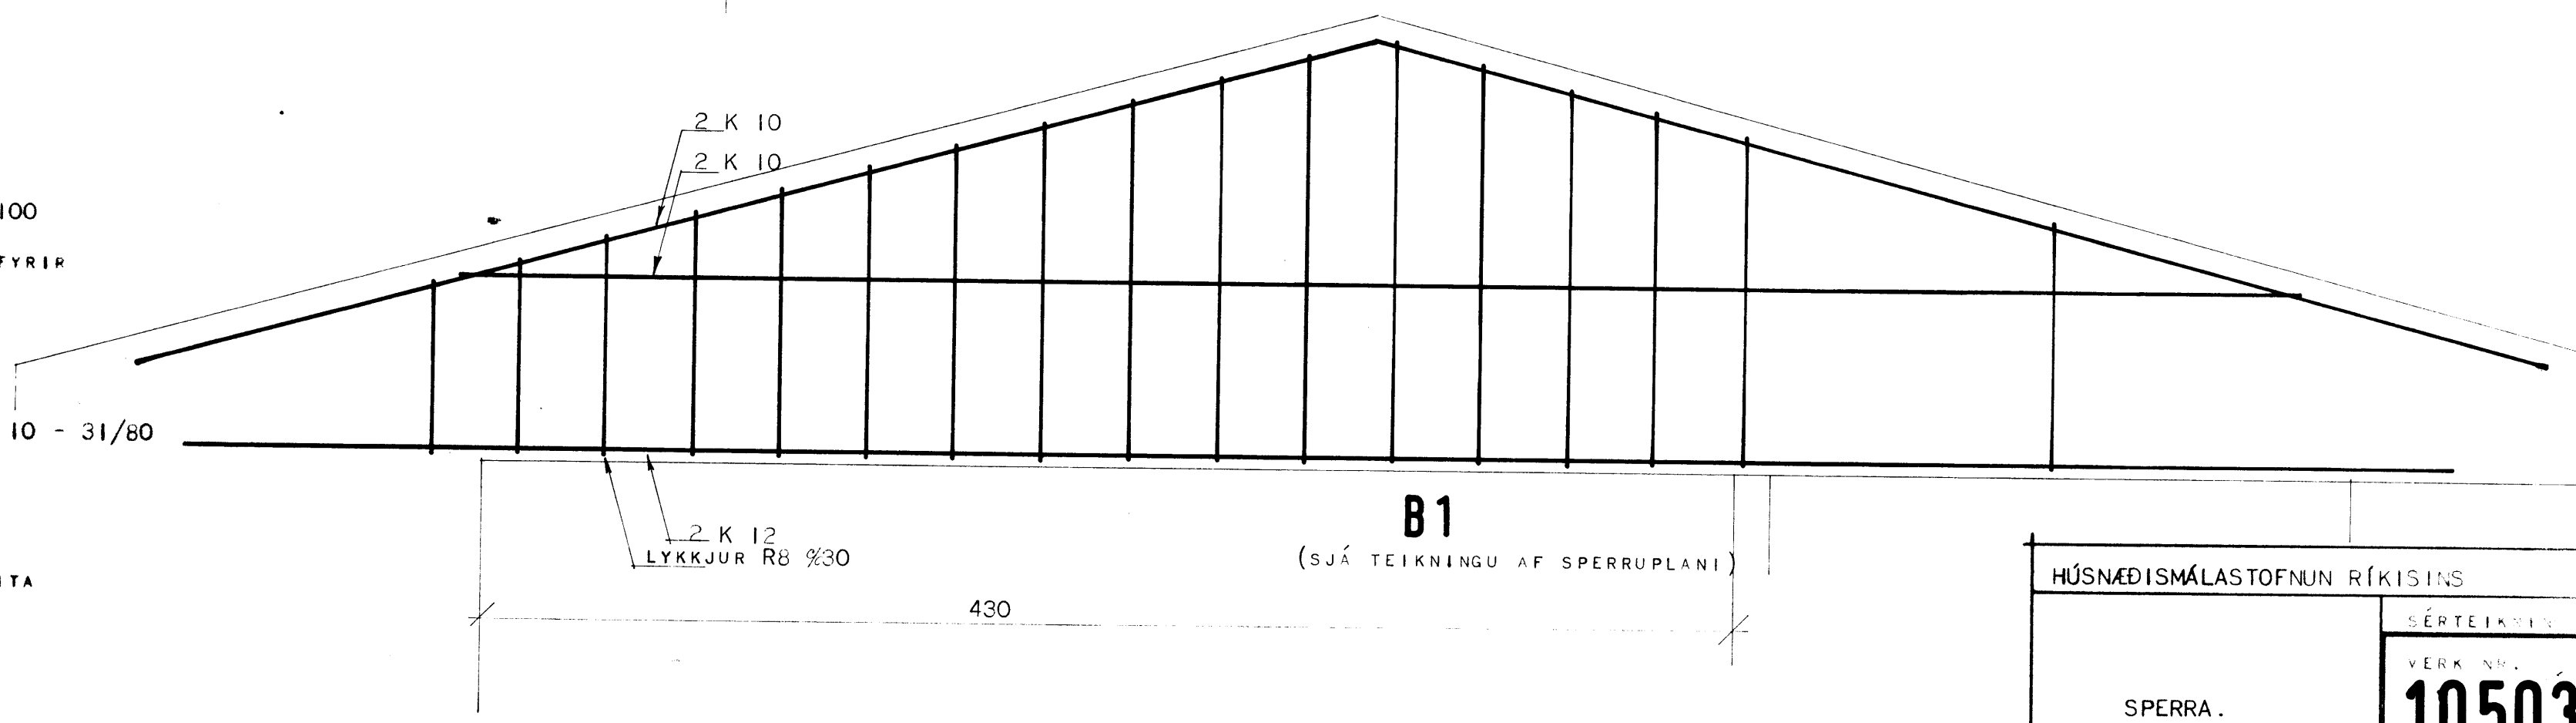 2 K 10
2 K 10
100
FYRIR
10 - 31/80
2 K 12
LYKKJUR R8 %30
B1
(SJÁ TEIKNINGU AF SPERRUPLANI)
430
HÚSNÆÐISMÁLASTOFNUN RÍKISINS
VERK NR.
10503
SPERRA.